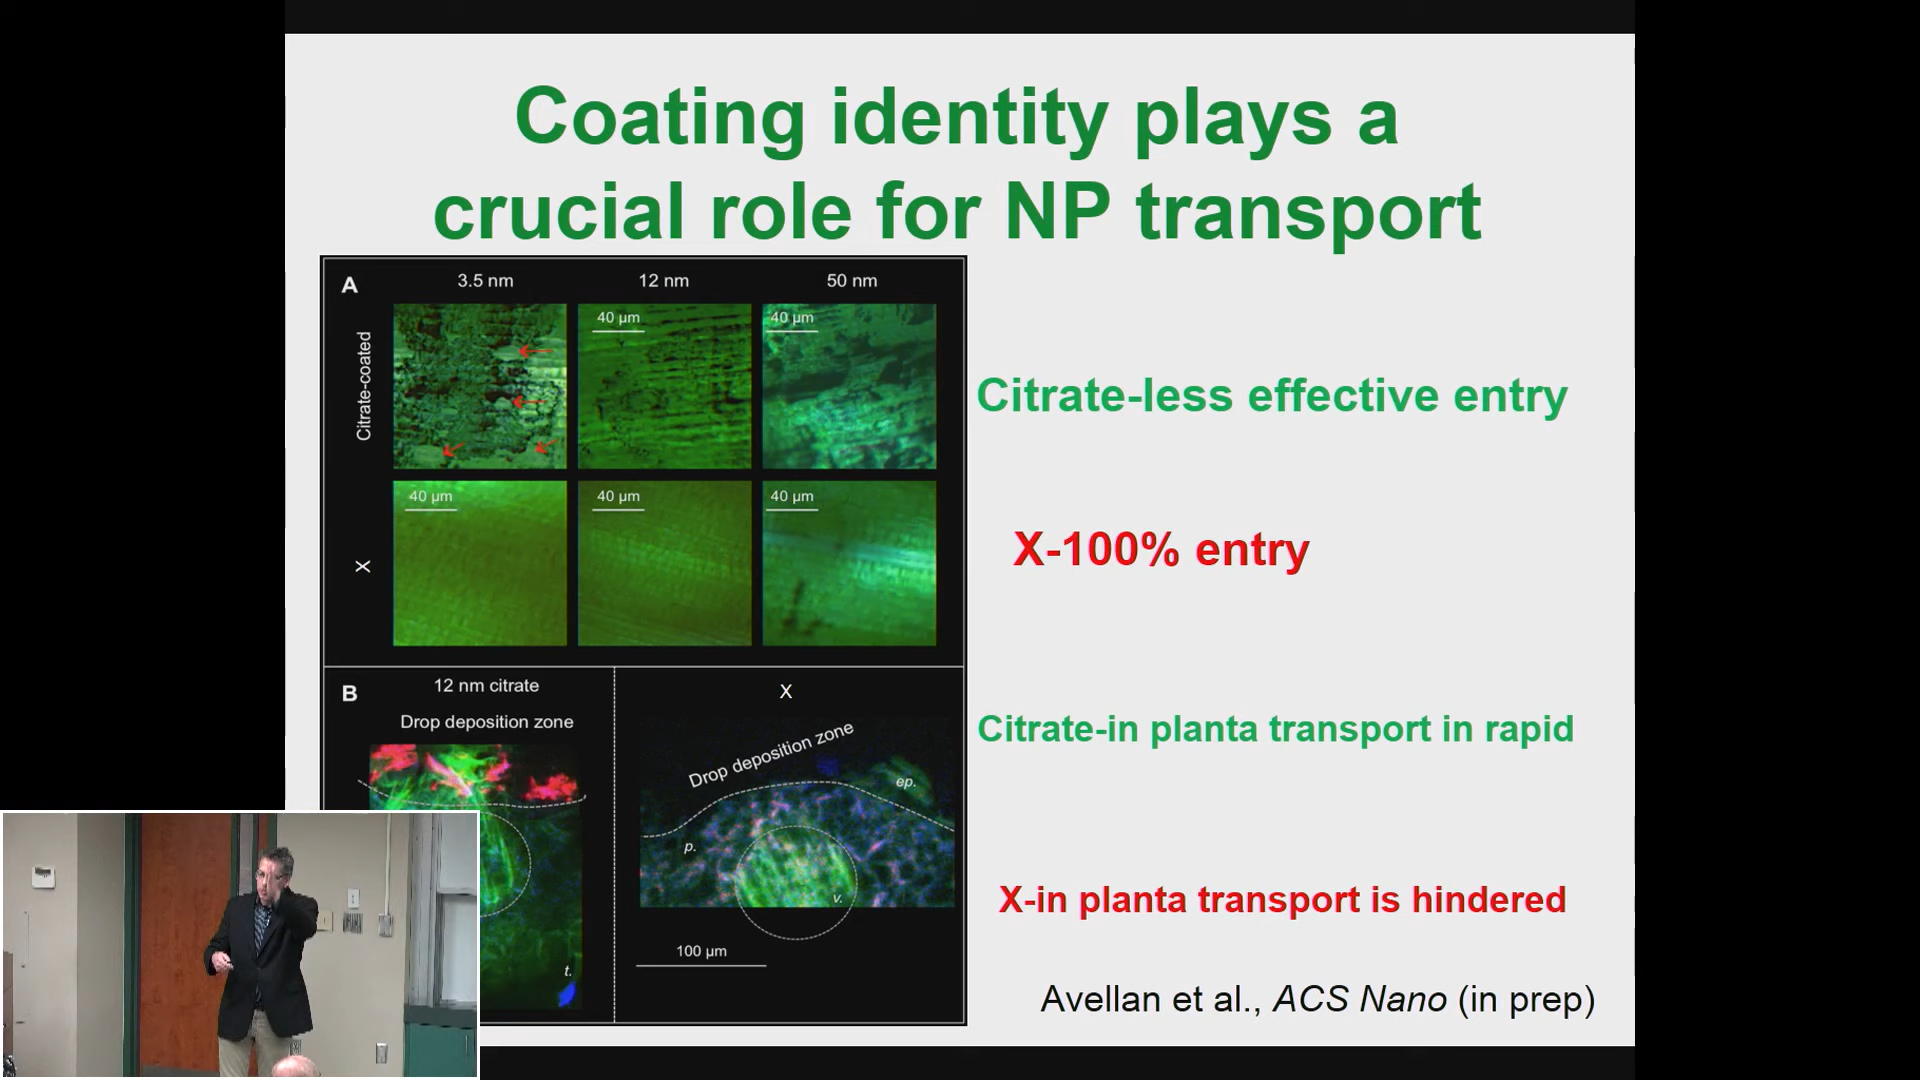 Coating identity plays a
crucial role for NP transport
A
3.5 nm
12 nm
50 nm
Citrate-coated
40 µm
40 µm
X
40 µm
40 µm
40 µm
Citrate-less effective entry
X-100% entry
B
12 nm citrate
Drop deposition zone
t.
X
Drop deposition zone
ep.
p.
v.
100 µm
Citrate-in planta transport in rapid
X-in planta transport is hindered
Avellan et al., ACS Nano (in prep)